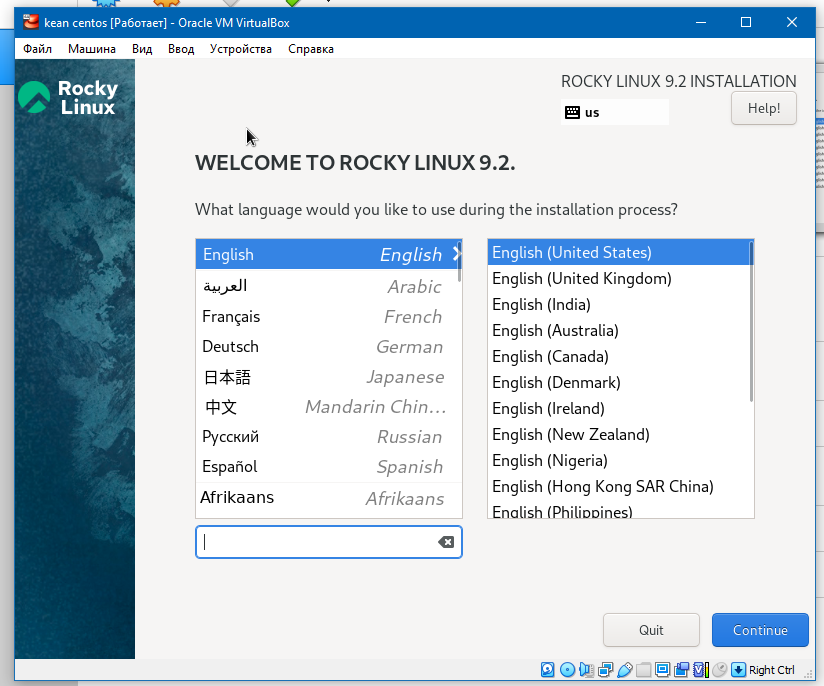 kean centos [Работает] - Oracle VM VirtualBox
Файл Машина Вид Ввод Устройства Справка
Rocky
Linux
ROCKY LINUX 9.2 INSTALLATION
us
Help!
WELCOME TO ROCKY LINUX 9.2.
What language would you like to use during the installation process?
English English
العربية Arabic
Français French
Deutsch German
日本語 Japanese
中文 Mandarin Chin…
Русский Russian
Español Spanish
Afrikaans Afrikaans
English (United States)
English (United Kingdom)
English (India)
English (Australia)
English (Canada)
English (Denmark)
English (Ireland)
English (New Zealand)
English (Nigeria)
English (Hong Kong SAR China)
English (Philippines)
Quit Continue
Right Ctrl